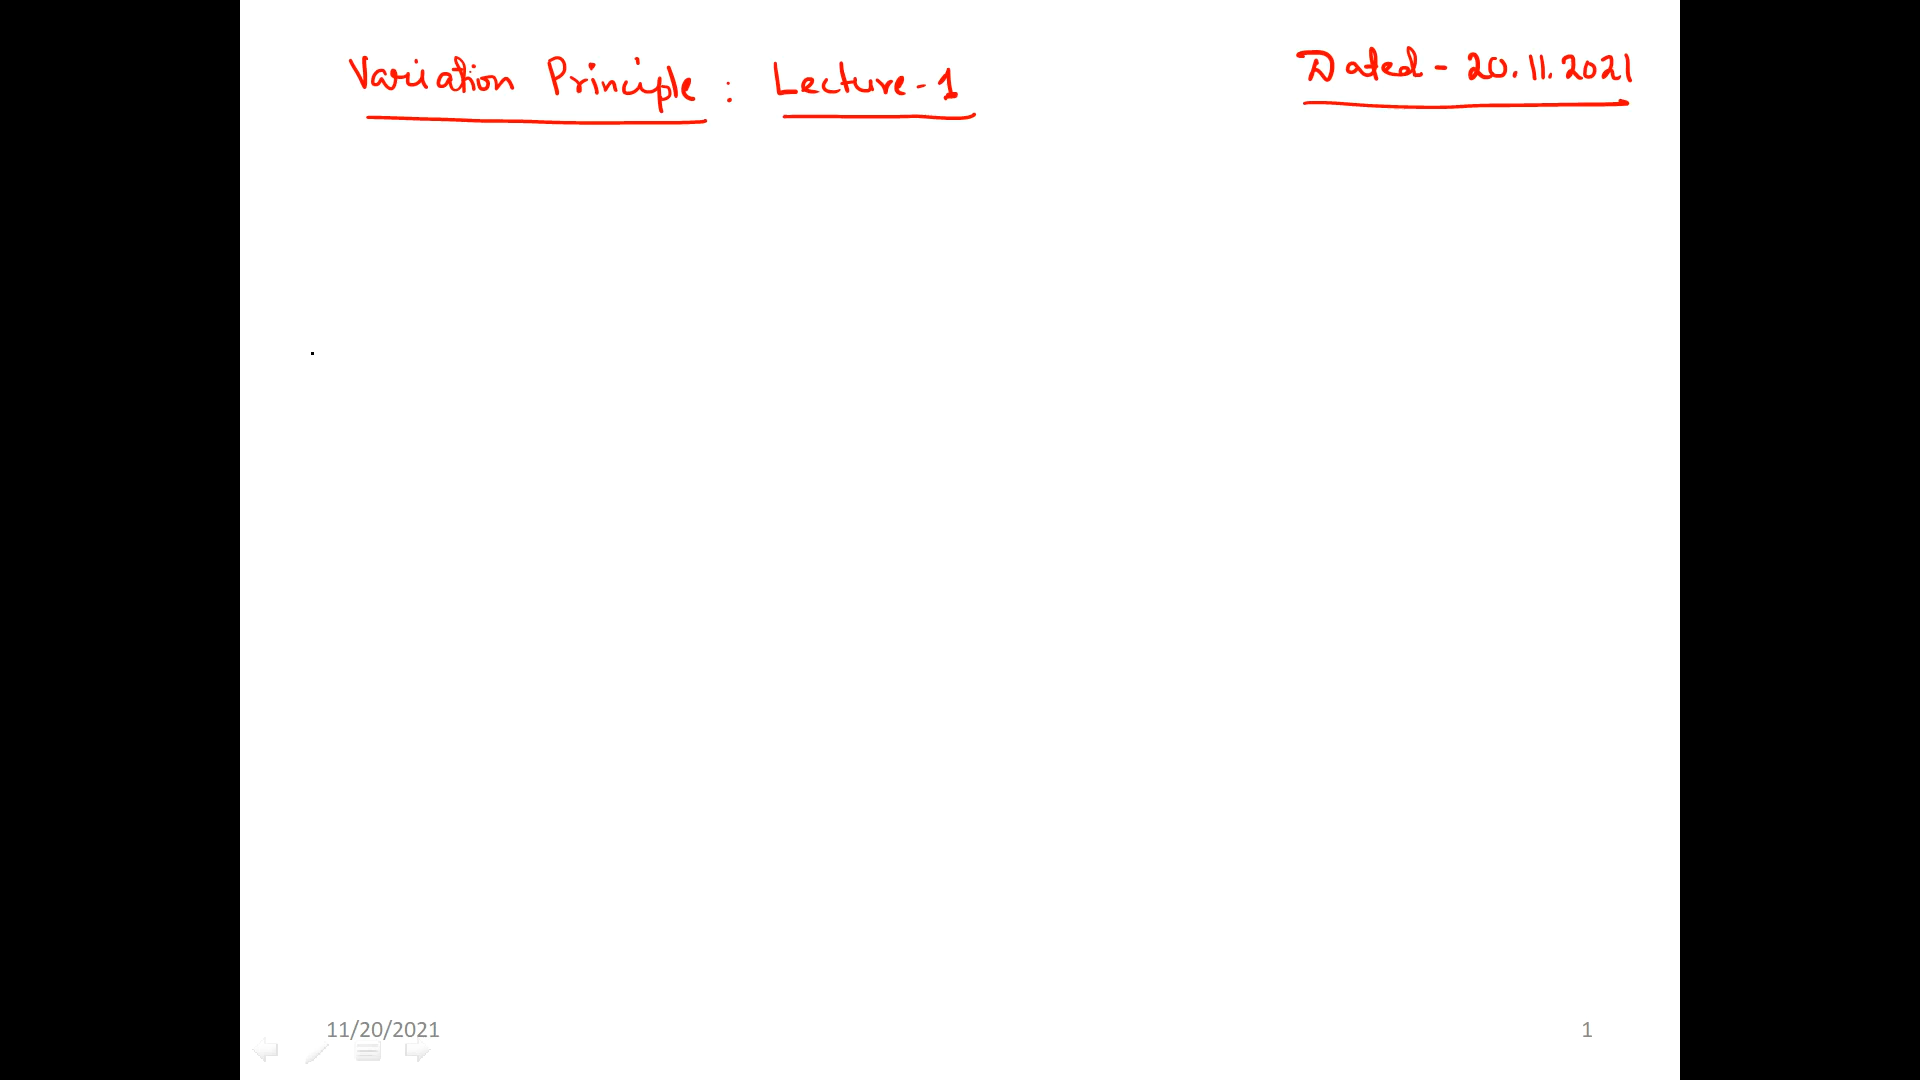 Variation Principle : Lecture - 1
Dated - 20.11.2021
11/20/2021
1